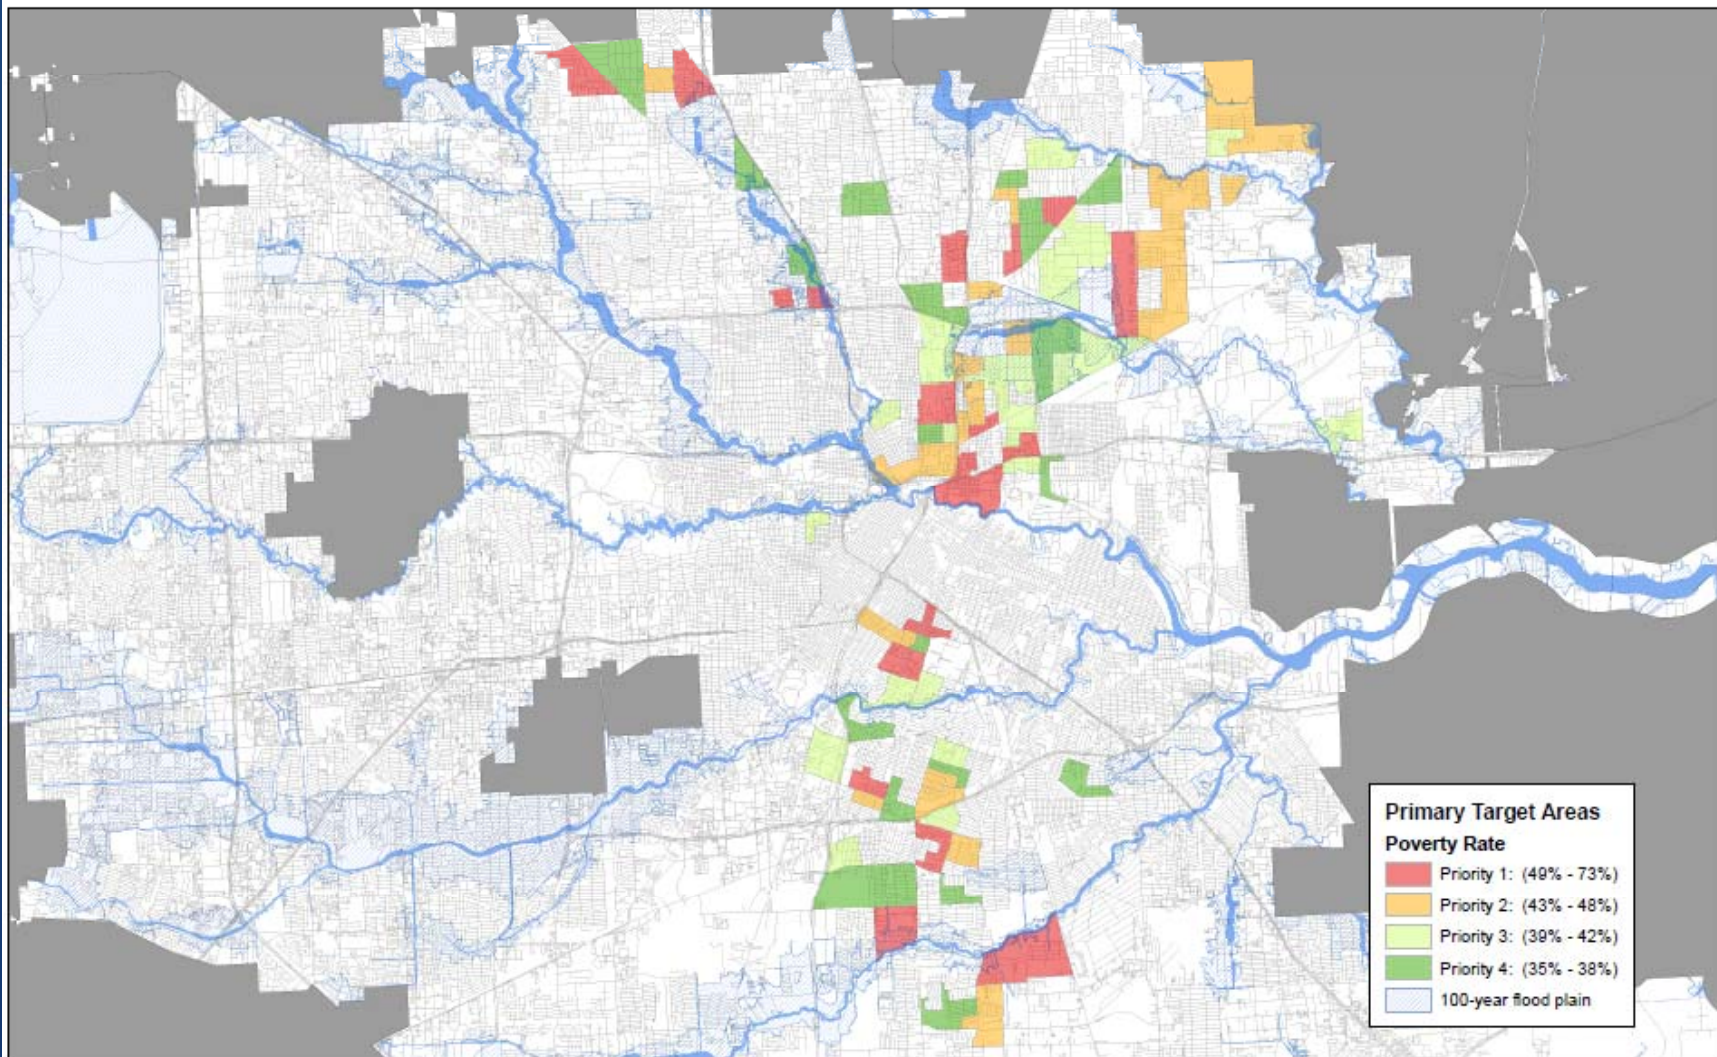 Primary Target Areas
Poverty Rate
Priority 1: (49% - 73%)
Priority 2: (43% - 48%)
Priority 3: (39% - 42%)
Priority 4: (35% - 38%)
100-year flood plain